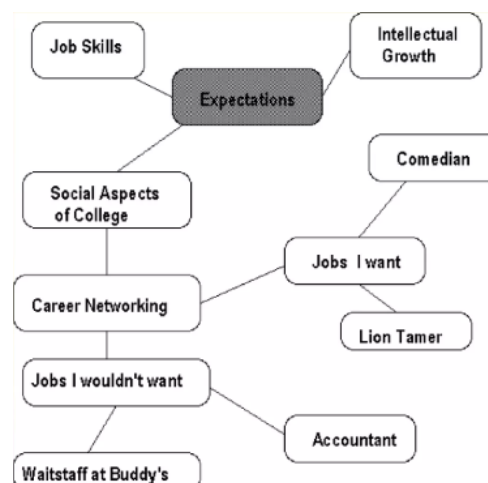 Job Skills
Intellectual
Growth
Expectations
Comedian
Social Aspects
of College
Jobs I want
Career Networking
Lion Tamer
Jobs I wouldn't want
Accountant
Waitstaff at Buddy's